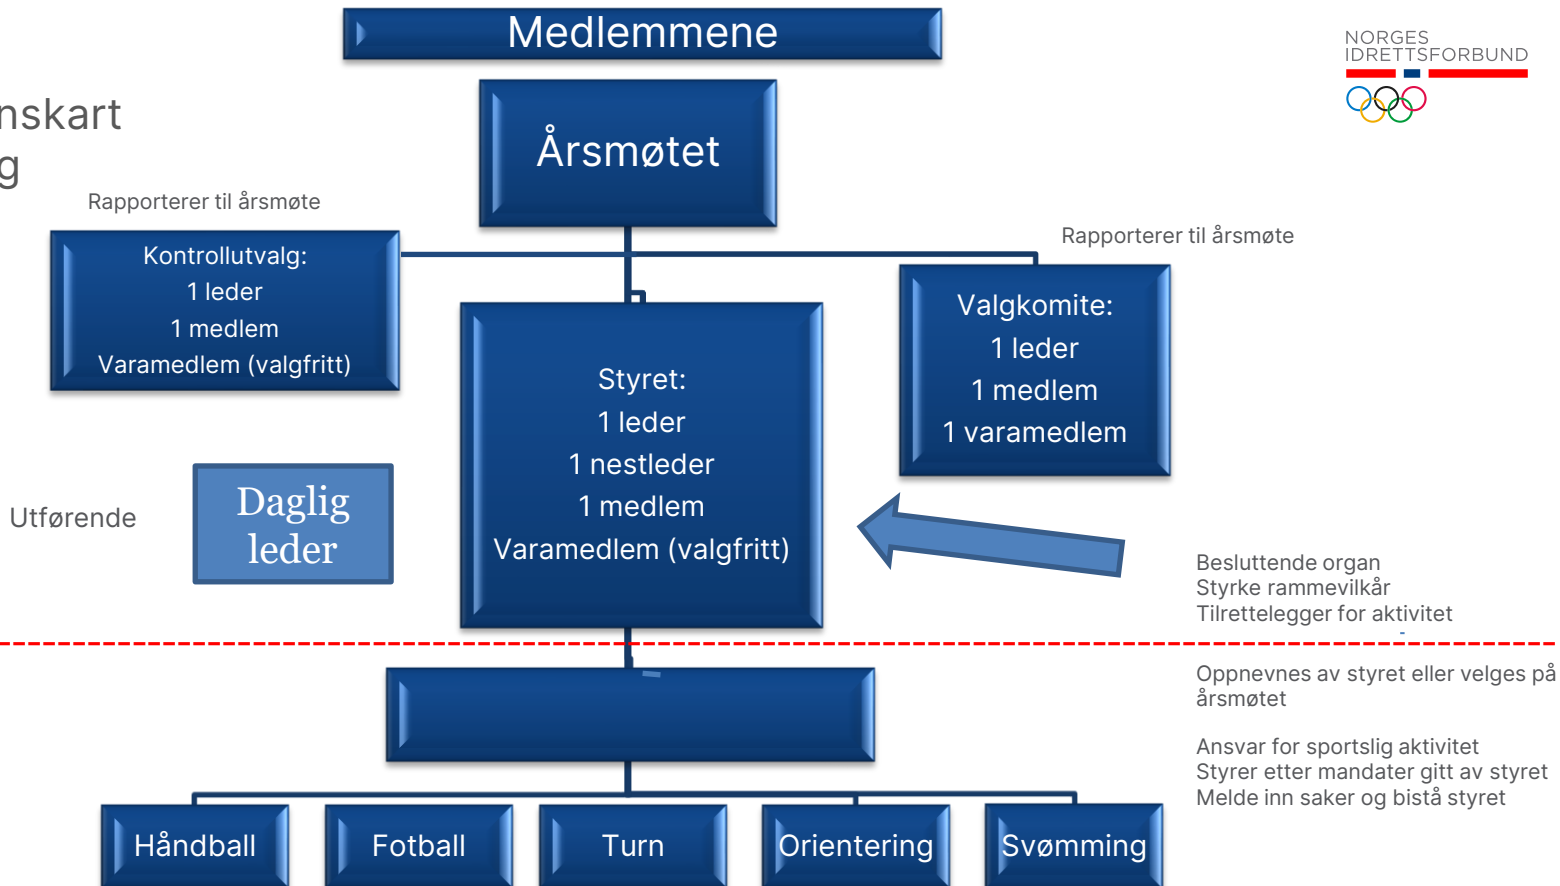 Medlemmene
NORGES
IDRETTSFORBUND
nskart
g
Årsmøtet
Rapporterer til årsmøte
Kontrollutvalg:
1 leder
1 medlem
Varamedlem (valgfritt)
Rapporterer til årsmøte
Valgkomite:
1 leder
1 medlem
1 varamedlem
Styret:
1 leder
1 nestleder
1 medlem
Varamedlem (valgfritt)
Utførende
Daglig
leder
Besluttende organ
Styrke rammevilkår
Tilrettelegger for aktivitet
Oppnevnes av styret eller velges på
årsmøtet
Ansvar for sportslig aktivitet
Styrer etter mandater gitt av styret
Melde inn saker og bistå styret
Håndball
Fotball
Turn
Orientering
Svømming